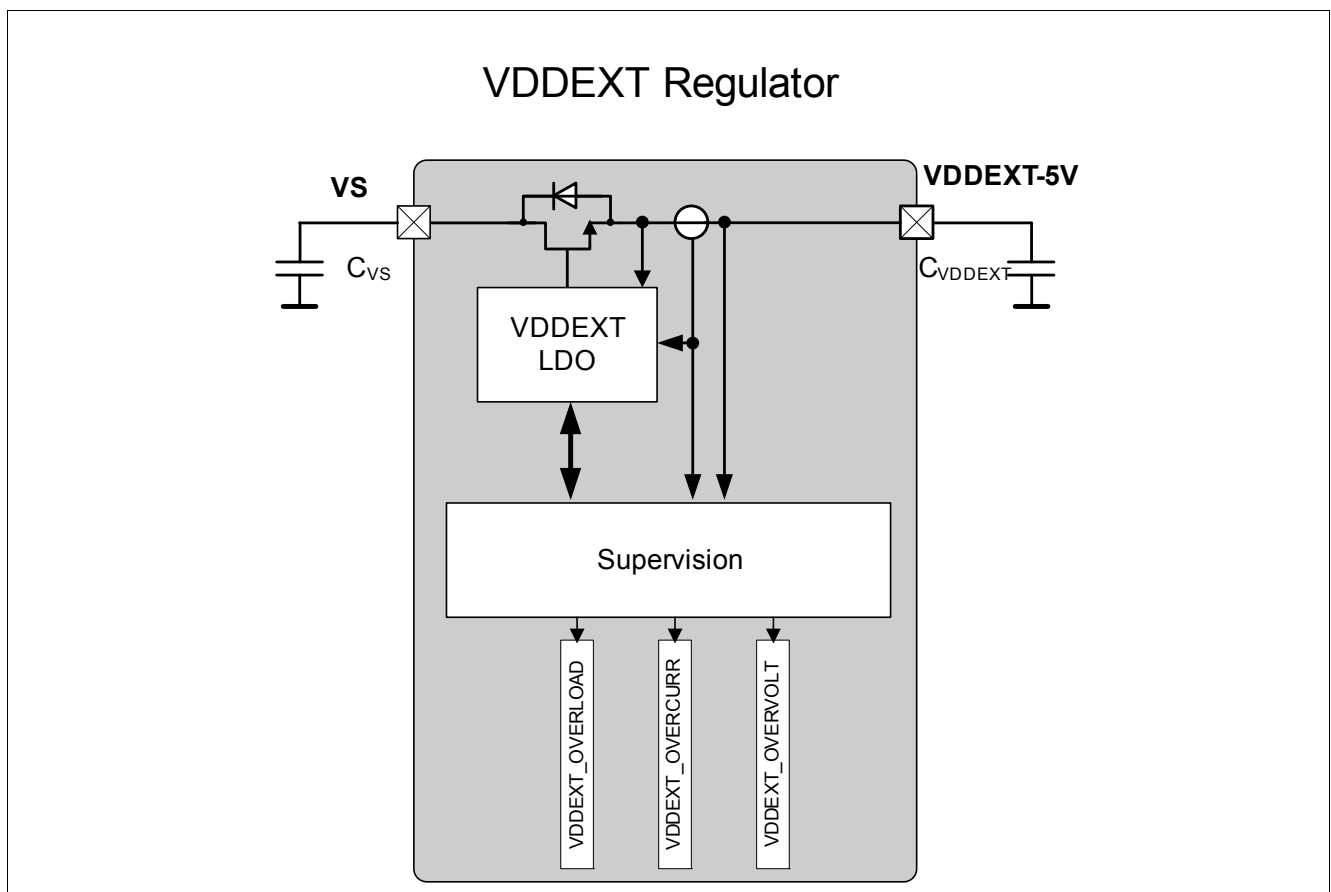 VDDEXT Regulator
VS
VDDEXT-5V
CVS
CVDDEXT
VDDEXT
LDO
Supervision
VDDEXT_OVERLOAD
VDDEXT_OVERCURR
VDDEXT_OVERVOLT